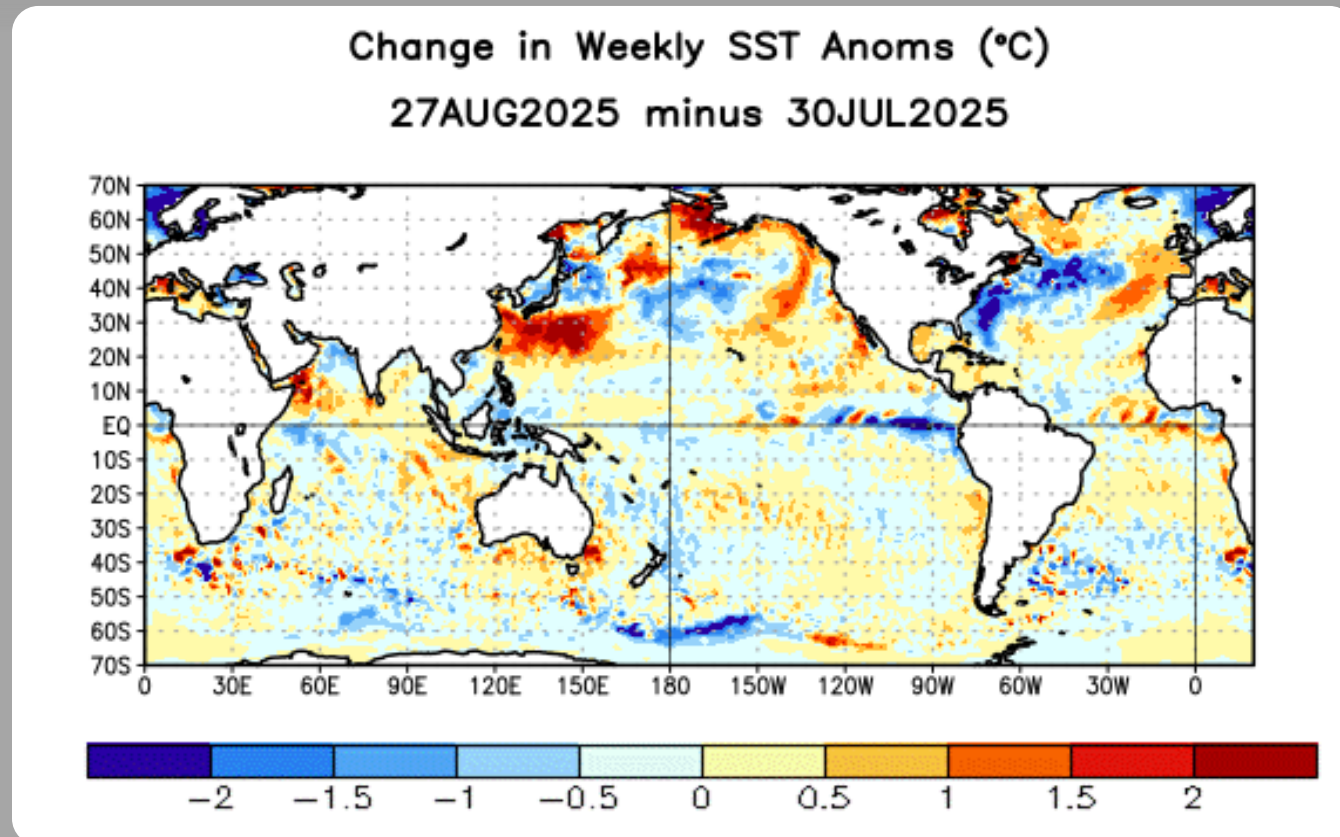 Change in Weekly SST Anoms (°C)
27AUG2025 minus 30JUL2025
70N
60N
50N
40N
30N
20N
10N
EQ
10S
20S
30S
40S
50S
60S
70S
0 30E 60E 90E 120E 150E 180 150W 120W 90W 60W 30W 0
−2 −1.5 −1 −0.5 0 0.5 1 1.5 2